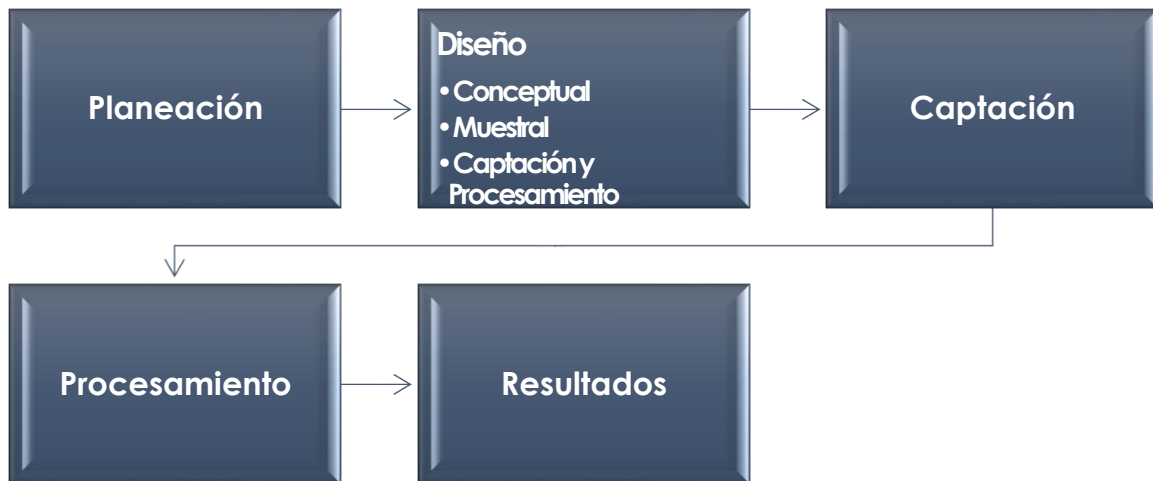 Planeación
Diseño
• Conceptual
• Muestral
• Captación y
Procesamiento
Captación
Procesamiento
Resultados